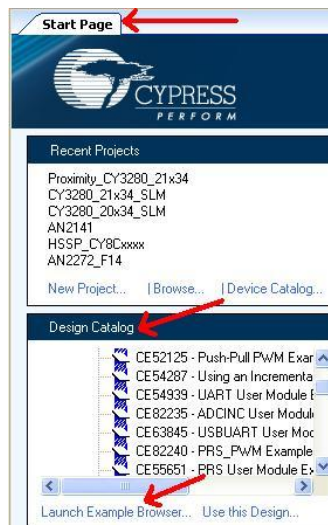 Start Page
CYPRESS
PERFORM
Recent Projects
Proximity_CY3280_21x34
CY3280_21x34_SLM
CY3280_20x34_SLM
AN2141
HSSP_CY8Cxxxx
AN2272_F14
New Project... | Browse... | Device Catalog...
Design Catalog
CE52125 - Push-Pull PWM Exar
CE54287 - Using an Incrementa
CE54939 - UART User Module E
CE82235 - ADCINC User Module
CE63845 - USBUART User Moc
CE82240 - PRS_PWM Example
CE55651 - PRS User Module Ex
Launch Example Browser... Use this Design...